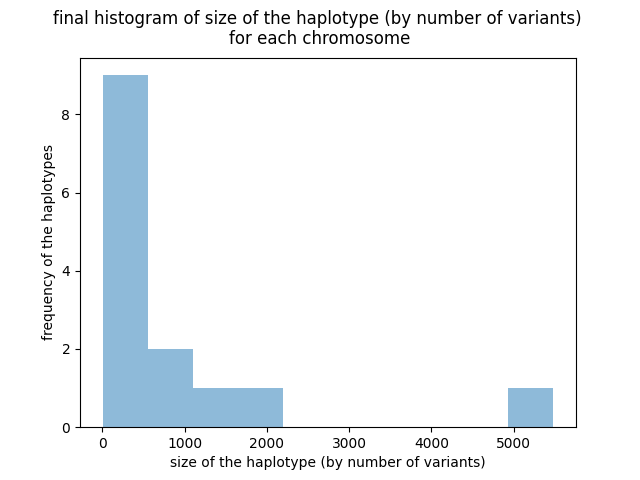 final histogram of size of the haplotype (by number of variants)
for each chromosome
frequency of the haplotypes
8
6
4
2
0
0 1000 2000 3000 4000 5000
size of the haplotype (by number of variants)